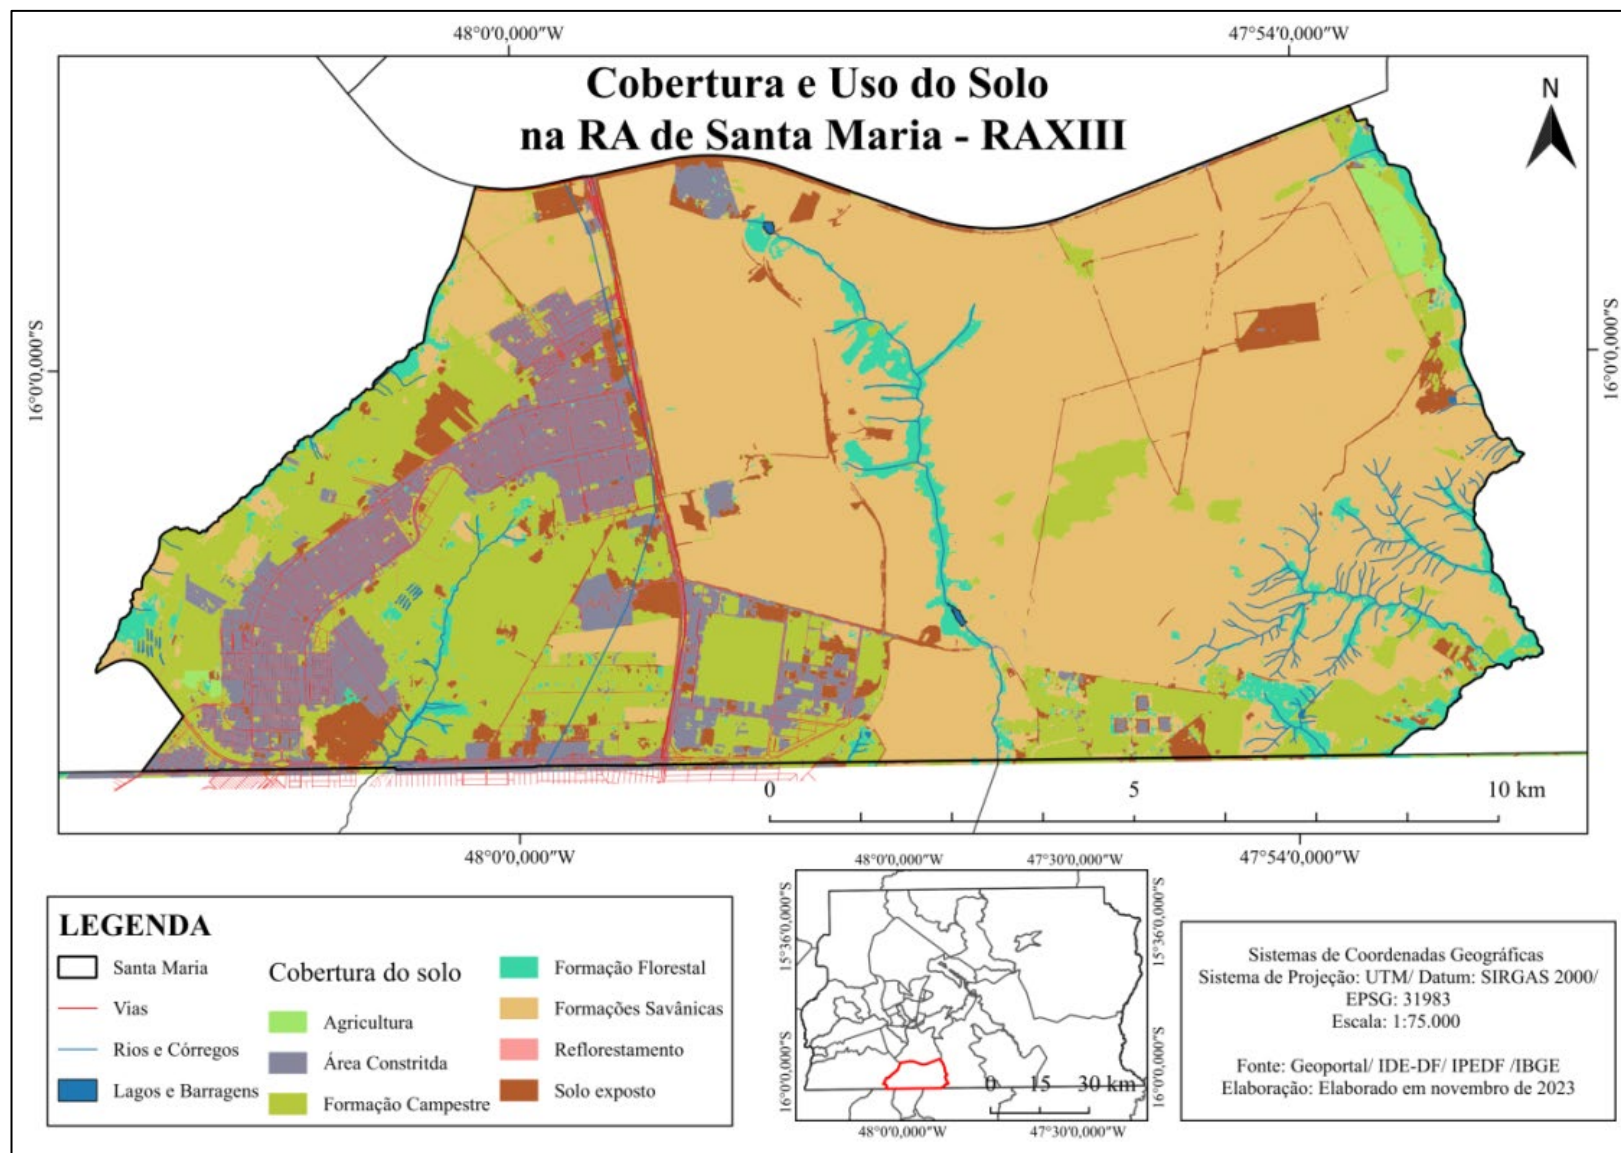 48°0′0,000″W
47°54′0,000″W
Cobertura e Uso do Solo
na RA de Santa Maria - RAXIII
N
16°0′0,000″S
16°0′0,000″S
0
5
10 km
48°0′0,000″W
47°54′0,000″W
LEGENDA
Santa Maria
Vias
Rios e Córregos
Lagos e Barragens
Cobertura do solo
Agricultura
Área Constritda
Formação Campestre
Formação Florestal
Formações Savânicas
Reflorestamento
Solo exposto
48°0′0,000″W
47°30′0,000″W
15°36′0,000″S
15°36′0,000″S
16°0′0,000″S
16°0′0,000″S
0
15
30 km
48°0′0,000″W
47°30′0,000″W
Sistemas de Coordenadas Geográficas
Sistema de Projeção: UTM/ Datum: SIRGAS 2000/
EPSG: 31983
Escala: 1:75.000
Fonte: Geoportal/ IDE-DF/ IPEDF /IBGE
Elaboração: Elaborado em novembro de 2023